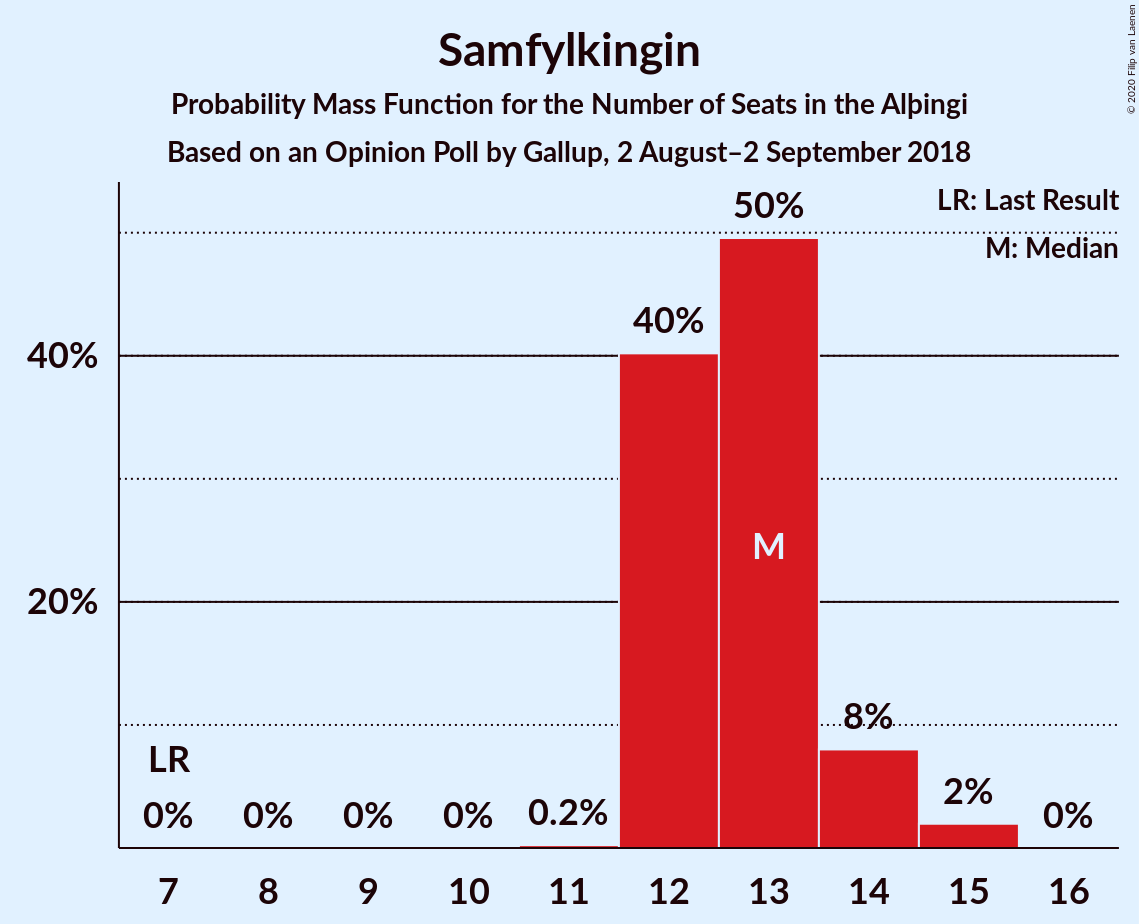 Samfylkingin
Probability Mass Function for the Number of Seats in the Alþingi
Based on an Opinion Poll by Gallup, 2 August–2 September 2018
© 2020 Filip van Laenen
LR: Last Result
M: Median
50%
40%
40%
M
20%
8%
LR
2%
0% 0% 0% 0% 0.2% 0%
7 8 9 10 11 12 13 14 15 16